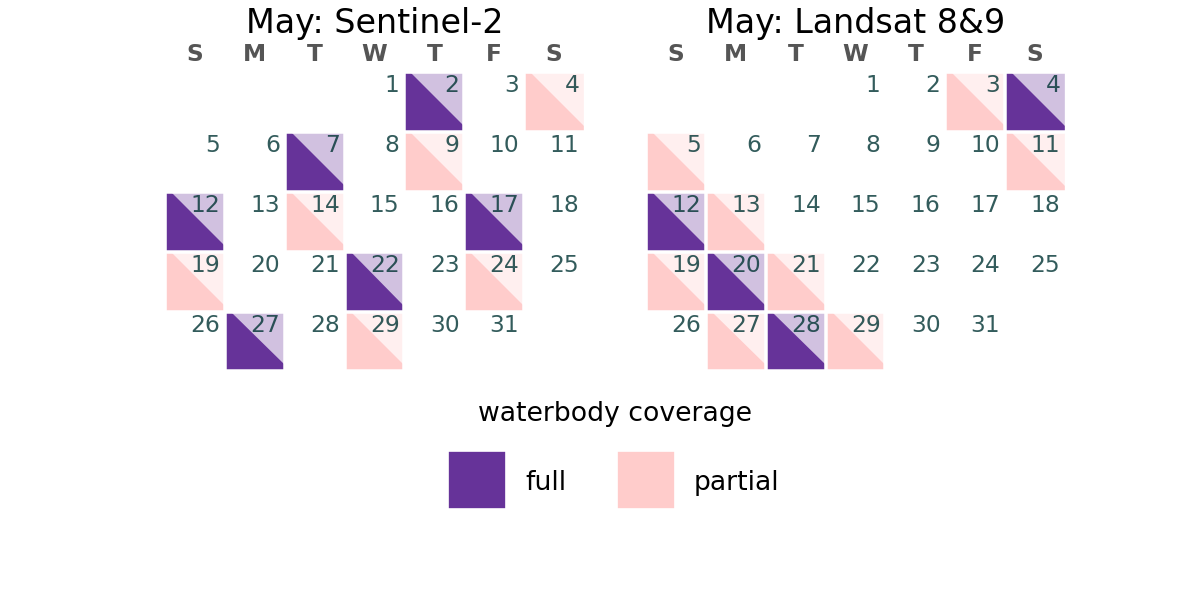 May: Sentinel-2
S M T W T F S
1 2 3 4
5 6 7 8 9 10 11
12 13 14 15 16 17 18
19 20 21 22 23 24 25
26 27 28 29 30 31
May: Landsat 8&9
S M T W T F S
1 2 3 4
5 6 7 8 9 10 11
12 13 14 15 16 17 18
19 20 21 22 23 24 25
26 27 28 29 30 31
waterbody coverage
full partial